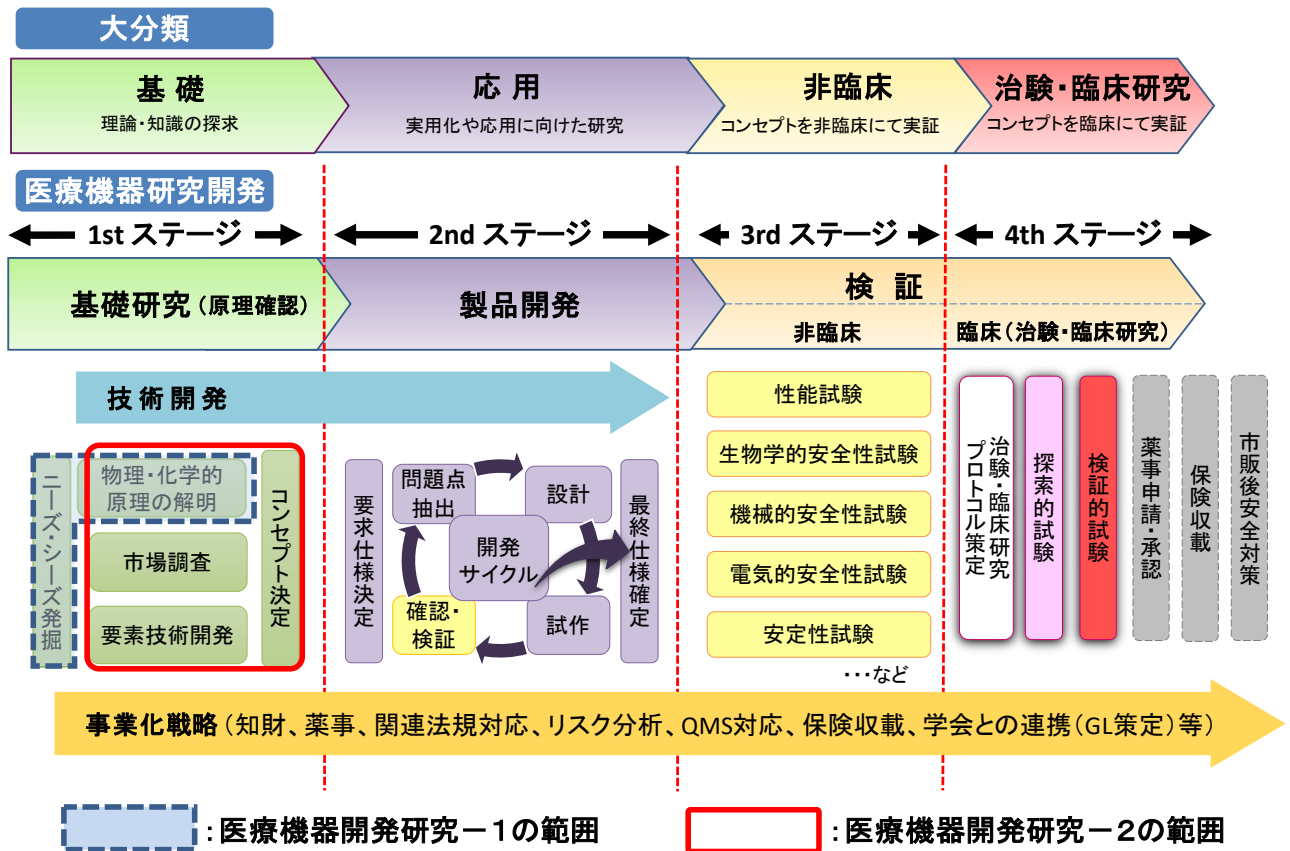 大分類
基 礎
理論・知識の探求
応 用
実用化や応用に向けた研究
非臨床
コンセプトを非臨床にて実証
治験・臨床研究
コンセプトを臨床にて実証
医療機器研究開発
1st ステージ
2nd ステージ
3rd ステージ
4th ステージ
基礎研究（原理確認）
製品開発
検 証
非臨床
臨床（治験・臨床研究）
技術開発
ニーズ・シーズ発掘
物理・化学的
原理の解明
市場調査
要素技術開発
コンセプト決定
要求仕様決定
問題点
抽出
設計
開発
サイクル
確認・
検証
試作
最終仕様確定
性能試験
生物学的安全性試験
機械的安全性試験
電気的安全性試験
安定性試験
・・・など
治験・臨床研究
プロトコル策定
探索的試験
検証的試験
薬事申請・承認
保険収載
市販後安全対策
事業化戦略（知財、薬事、関連法規対応、リスク分析、QMS対応、保険収載、学会との連携（GL策定）等）
：医療機器開発研究－１の範囲
：医療機器開発研究－２の範囲